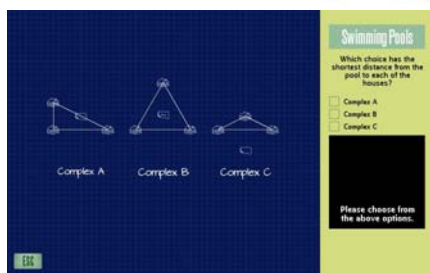 Swimming Pools
Which choice has the
shortest distance from the
pool to each of the
houses?
Complex A
Complex B
Complex C
Complex A Complex B Complex C
Please choose from
the above options.
ESC